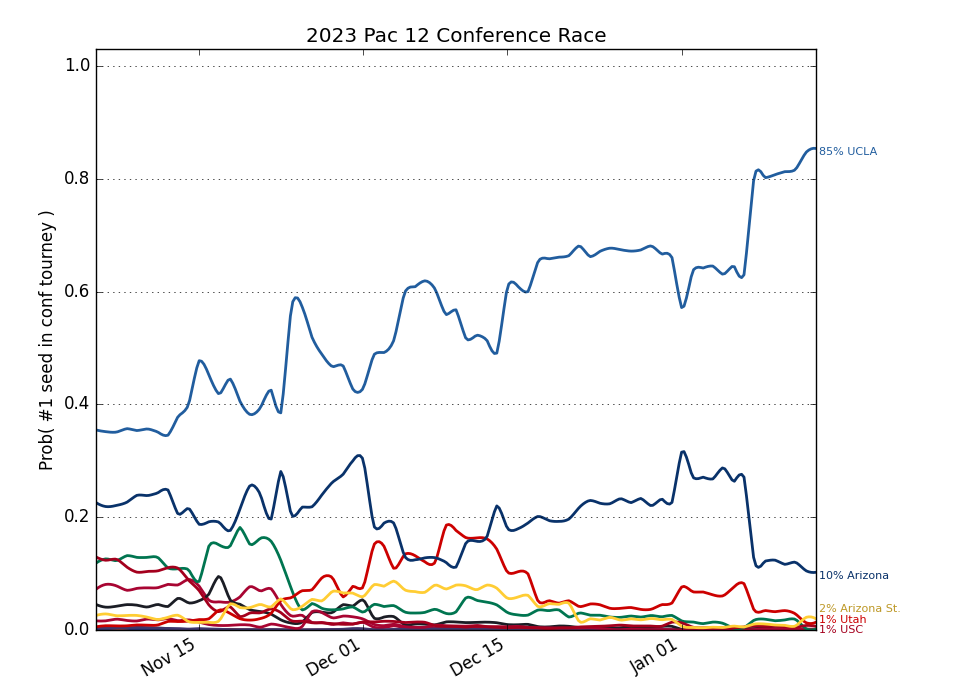 2023 Pac 12 Conference Race
Prob( #1 seed in conf tourney )
1.0
0.8
0.6
0.4
0.2
0.0
Nov 15
Dec 01
Dec 15
Jan 01
85% UCLA
10% Arizona
2% Arizona St.
1% Utah
1% USC